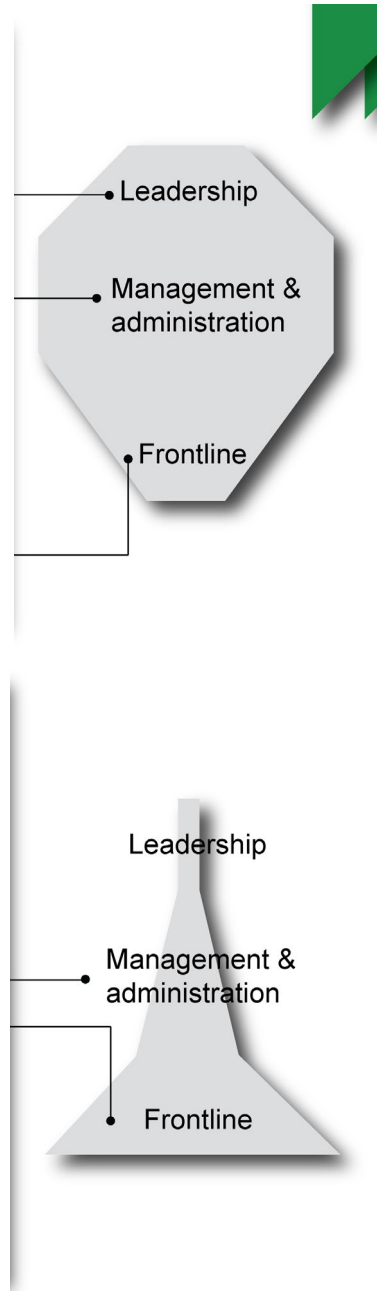 Leadership
Management &
administration
Frontline
Leadership
Management &
administration
Frontline